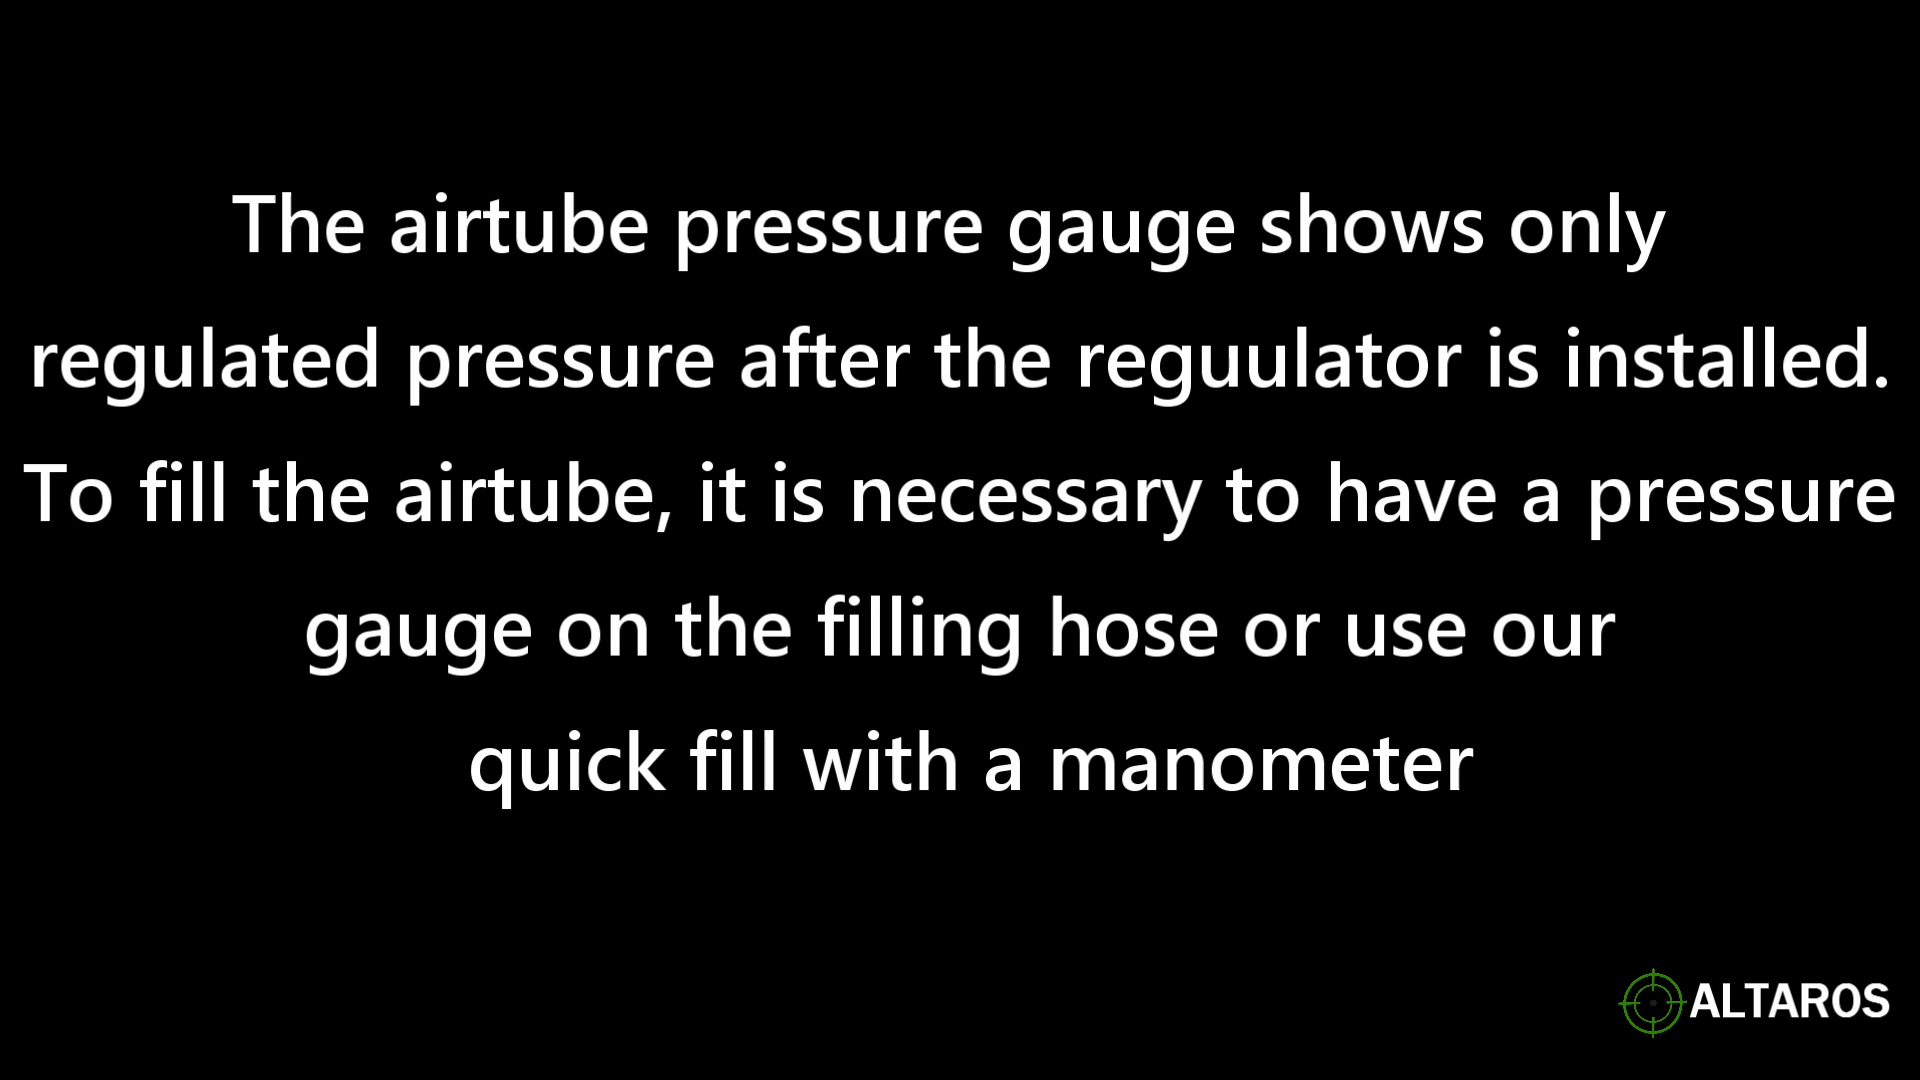 The airtube pressure gauge shows only
regulated pressure after the reguulator is installed.
To fill the airtube, it is necessary to have a pressure
gauge on the filling hose or use our
quick fill with a manometer
ALTAROS